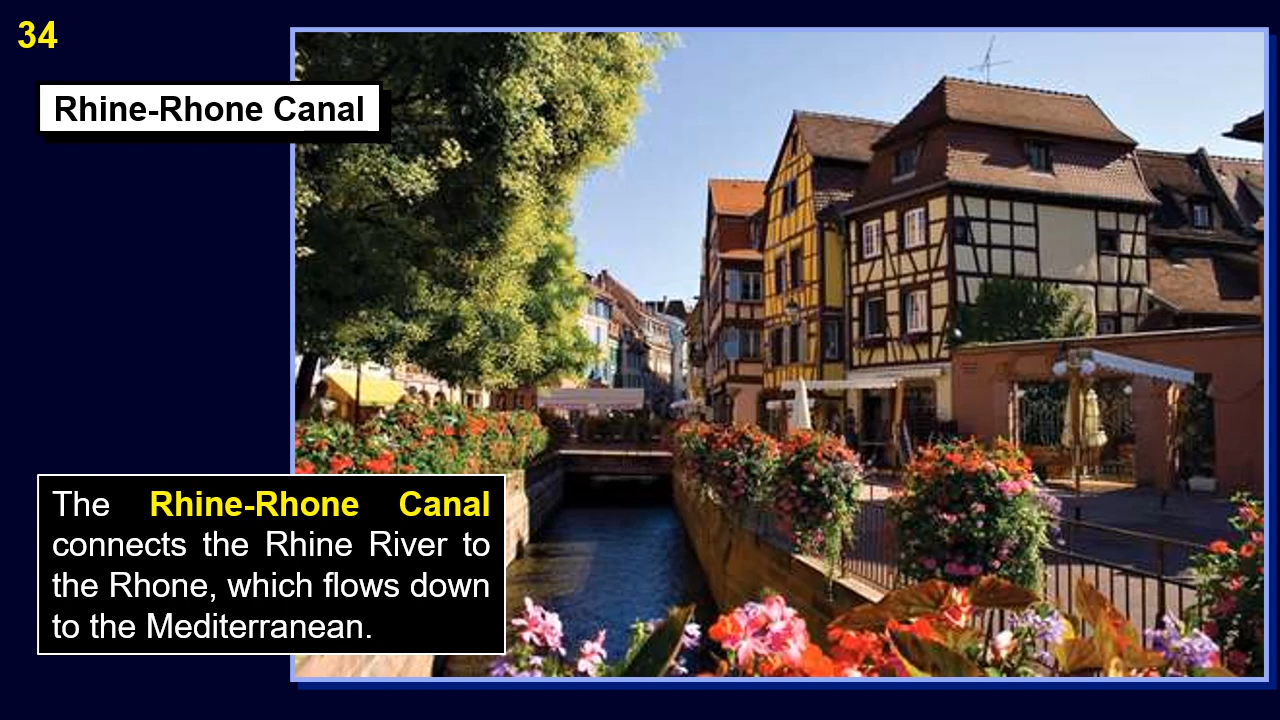 34
Rhine-Rhone Canal
The Rhine-Rhone Canal
connects the Rhine River to
the Rhone, which flows down
to the Mediterranean.